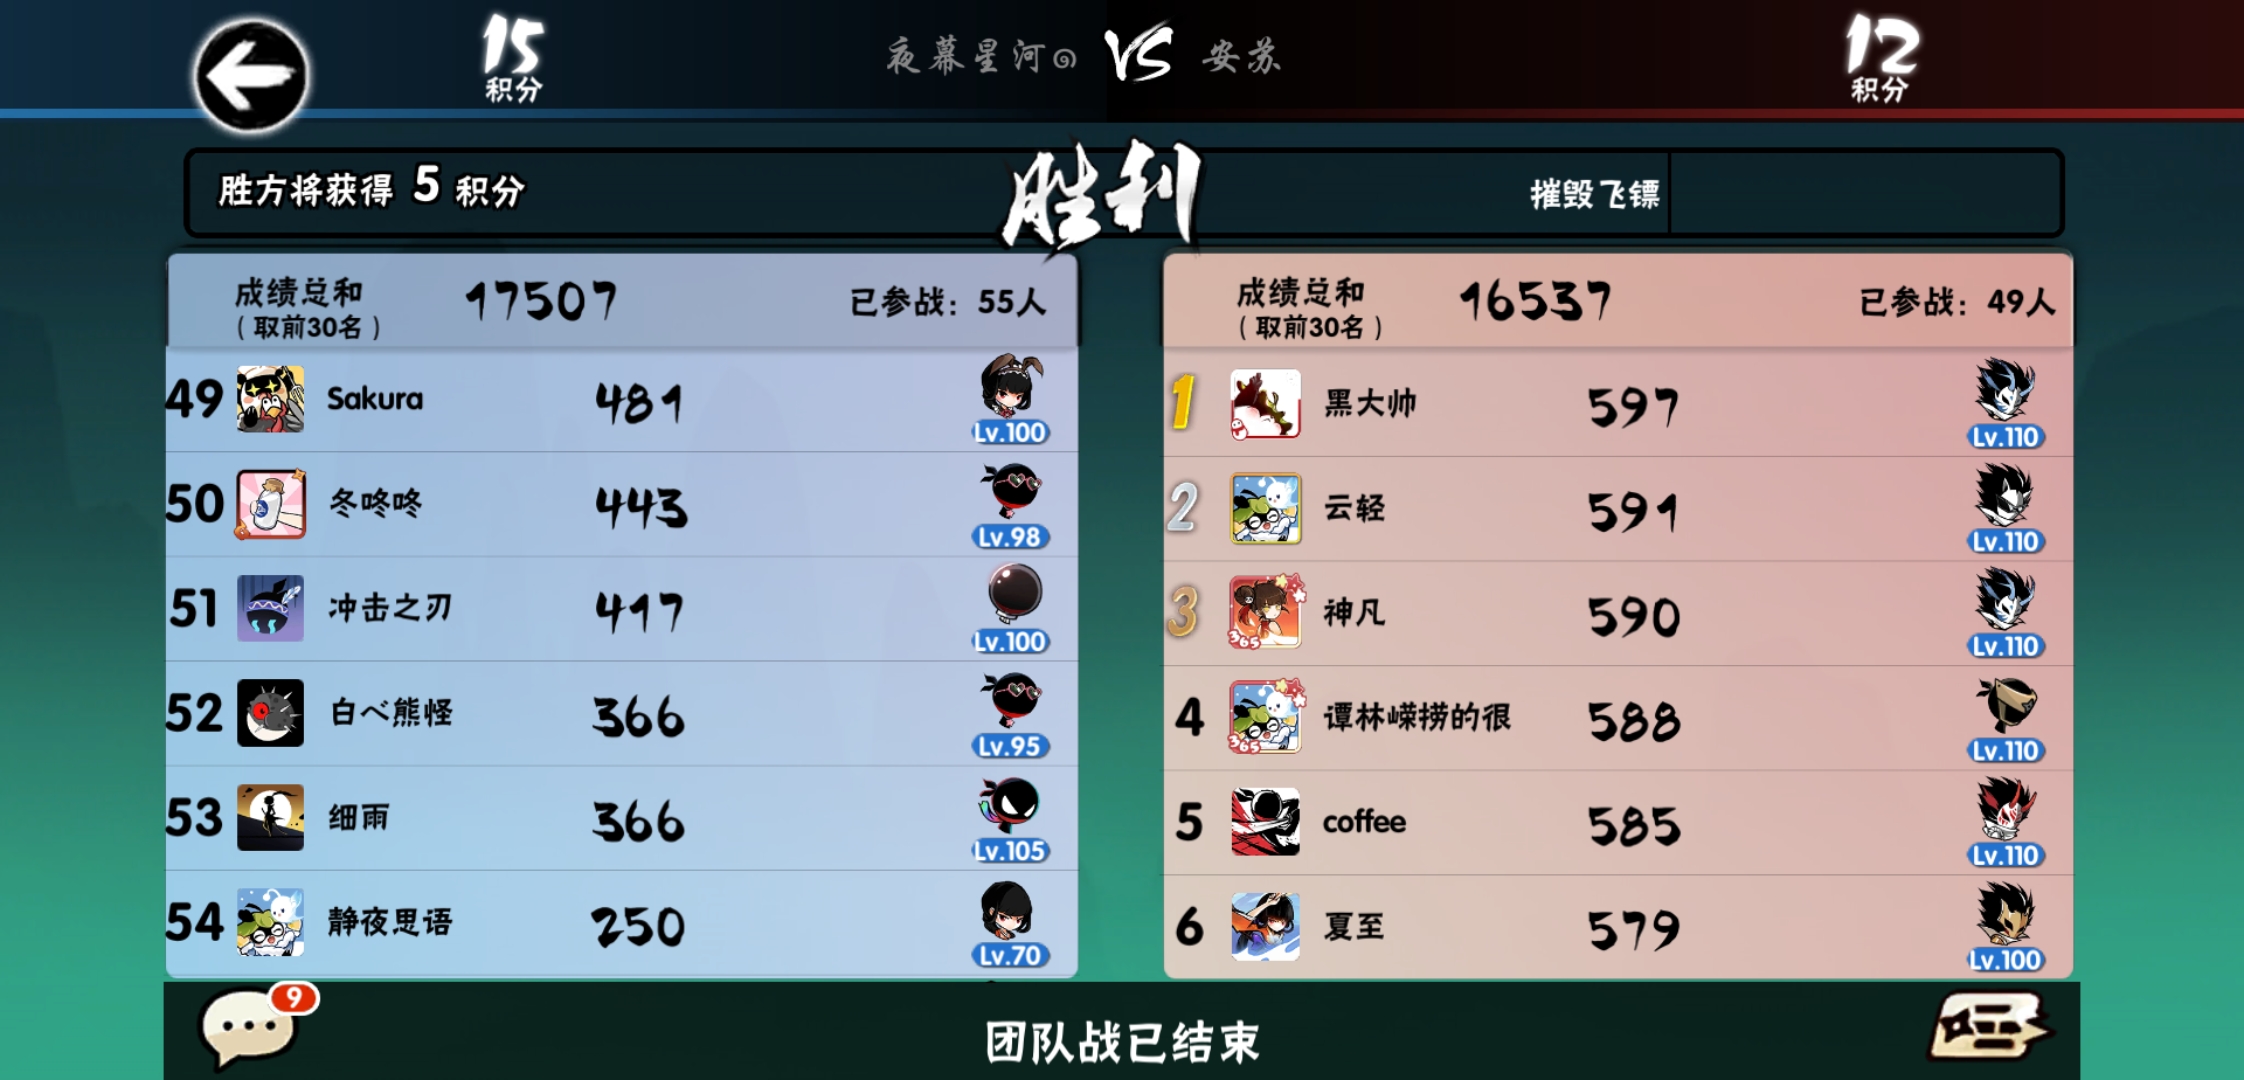 15
积分
夜幕星河
VS
安苏
12
积分
胜方将获得 5 积分
胜利
摧毁飞镖
成绩总和
（取前30名）
17507
已参战：55人
49 Sakura 481 Lv.100
50 冬咚咚 443 Lv.98
51 冲击之刃 417 Lv.100
52 白べ熊怪 366 Lv.95
53 细雨 366 Lv.105
54 静夜思语 250 Lv.70
成绩总和
（取前30名）
16537
已参战：49人
1 黑大帅 597 Lv.110
2 云轻 591 Lv.110
3 神凡 590 Lv.110
365
4 谭林嵘捞的很 588 Lv.110
365
5 coffee 585 Lv.110
6 夏至 579 Lv.100
9
团队战已结束